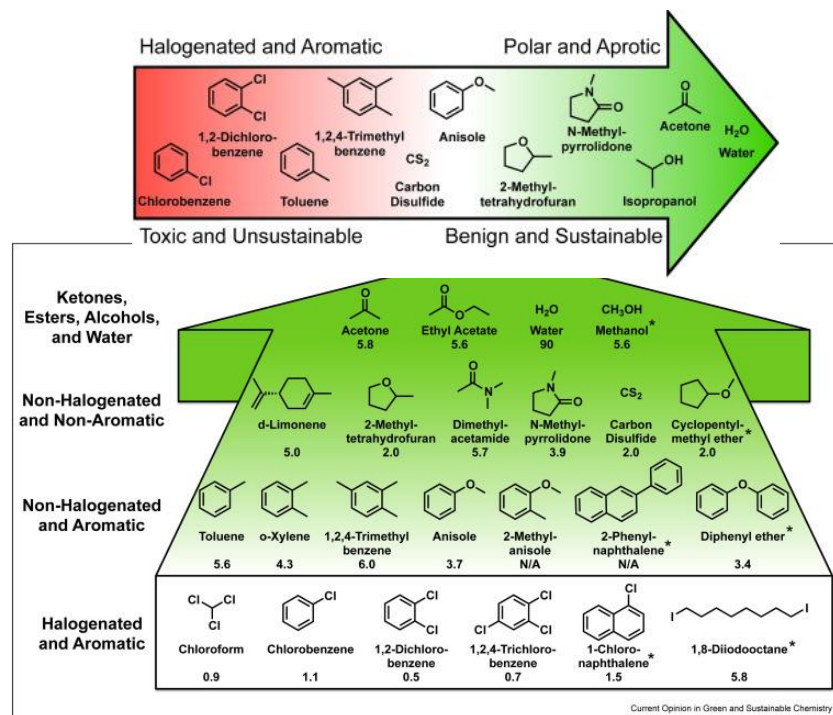 Halogenated and Aromatic
Polar and Aprotic
Cl
Cl
1,2-Dichloro-
benzene
1,2,4-Trimethyl
benzene
O
Anisole
N
O
N-Methyl-
pyrrolidone
O
Acetone
H₂O
Water
Cl
Chlorobenzene
Toluene
CS₂
Carbon
Disulfide
O
2-Methyl-
tetrahydrofuran
OH
Isopropanol
Toxic and Unsustainable
Benign and Sustainable
Ketones,
Esters, Alcohols,
and Water
O
Acetone
5.8
O
O
Ethyl Acetate
5.6
H₂O
Water
90
CH₃OH
Methanol*
5.6
Non-Halogenated
and Non-Aromatic
d-Limonene
5.0
O
2-Methyl-
tetrahydrofuran
2.0
O
N
Dimethyl-
acetamide
5.7
N
O
N-Methyl-
pyrrolidone
3.9
CS₂
Carbon
Disulfide
2.0
O
Cyclopentyl-
methyl ether*
2.0
Non-Halogenated
and Aromatic
Toluene
5.6
o-Xylene
4.3
1,2,4-Trimethyl
benzene
6.0
O
Anisole
3.7
O
2-Methyl-
anisole
N/A
2-Phenyl-
naphthalene*
N/A
O
Diphenyl ether*
3.4
Halogenated
and Aromatic
Cl
Cl
Cl
Chloroform
0.9
Cl
Chlorobenzene
1.1
Cl
Cl
1,2-Dichloro-
benzene
0.5
Cl
Cl
Cl
1,2,4-Trichloro-
benzene
0.7
Cl
1-Chloro-
naphthalene*
1.5
I
I
1,8-Diiodooctane*
5.8
Current Opinion in Green and Sustainable Chemistry